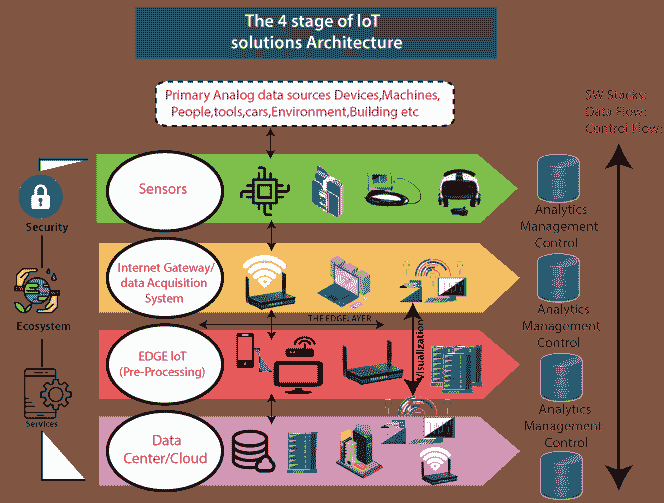 The 4 stage of IoT
solutions Architecture
Primary Analog data sources Devices,Machines,
People,tools,cars,Environment,Building etc
SW Stacks:
Data Flow:
Control Flow:
Sensors
Security
Analytics
Management
Control
Internet Gateway/
data Acquisition
System
Ecosystem
Analytics
Management
Control
THE EDGELAYER
Visualization
EDGE IoT
(Pre-Processing)
Services
Analytics
Management
Control
Data
Center/Cloud